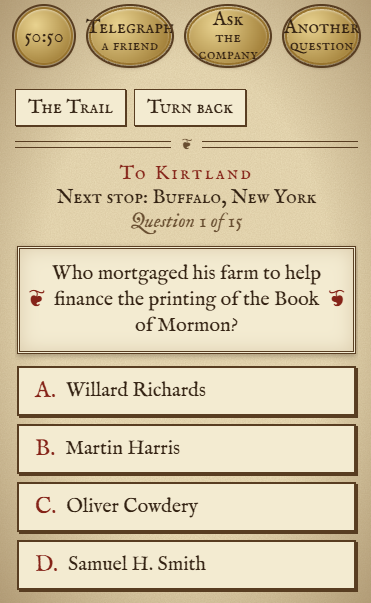 50:50
Telegraph
a friend
Ask
the
company
Another
question
The Trail
Turn back
To Kirtland
Next stop: Buffalo, New York
Question 1 of 15
Who mortgaged his farm to help
finance the printing of the Book
of Mormon?
A. Willard Richards
B. Martin Harris
C. Oliver Cowdery
D. Samuel H. Smith